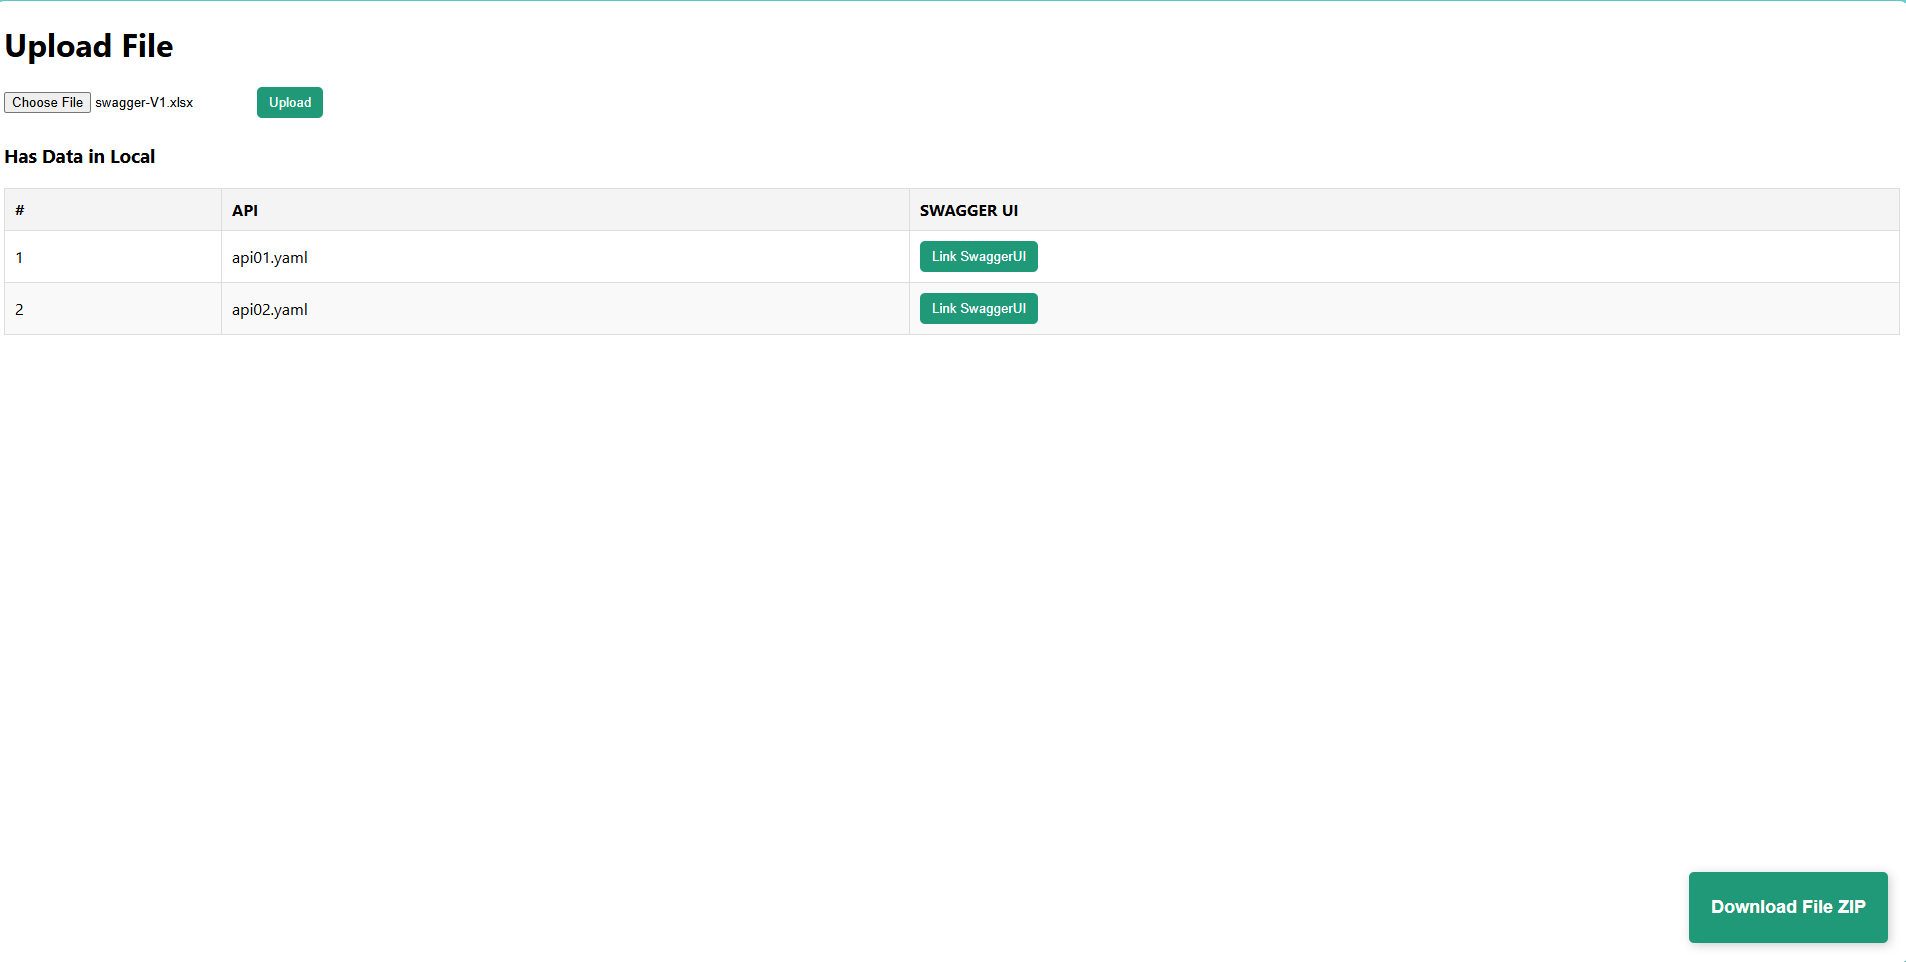 Upload File
Choose File swagger-V1.xlsx Upload
Has Data in Local
# API SWAGGER UI
1 api01.yaml Link SwaggerUI
2 api02.yaml Link SwaggerUI
Download File ZIP